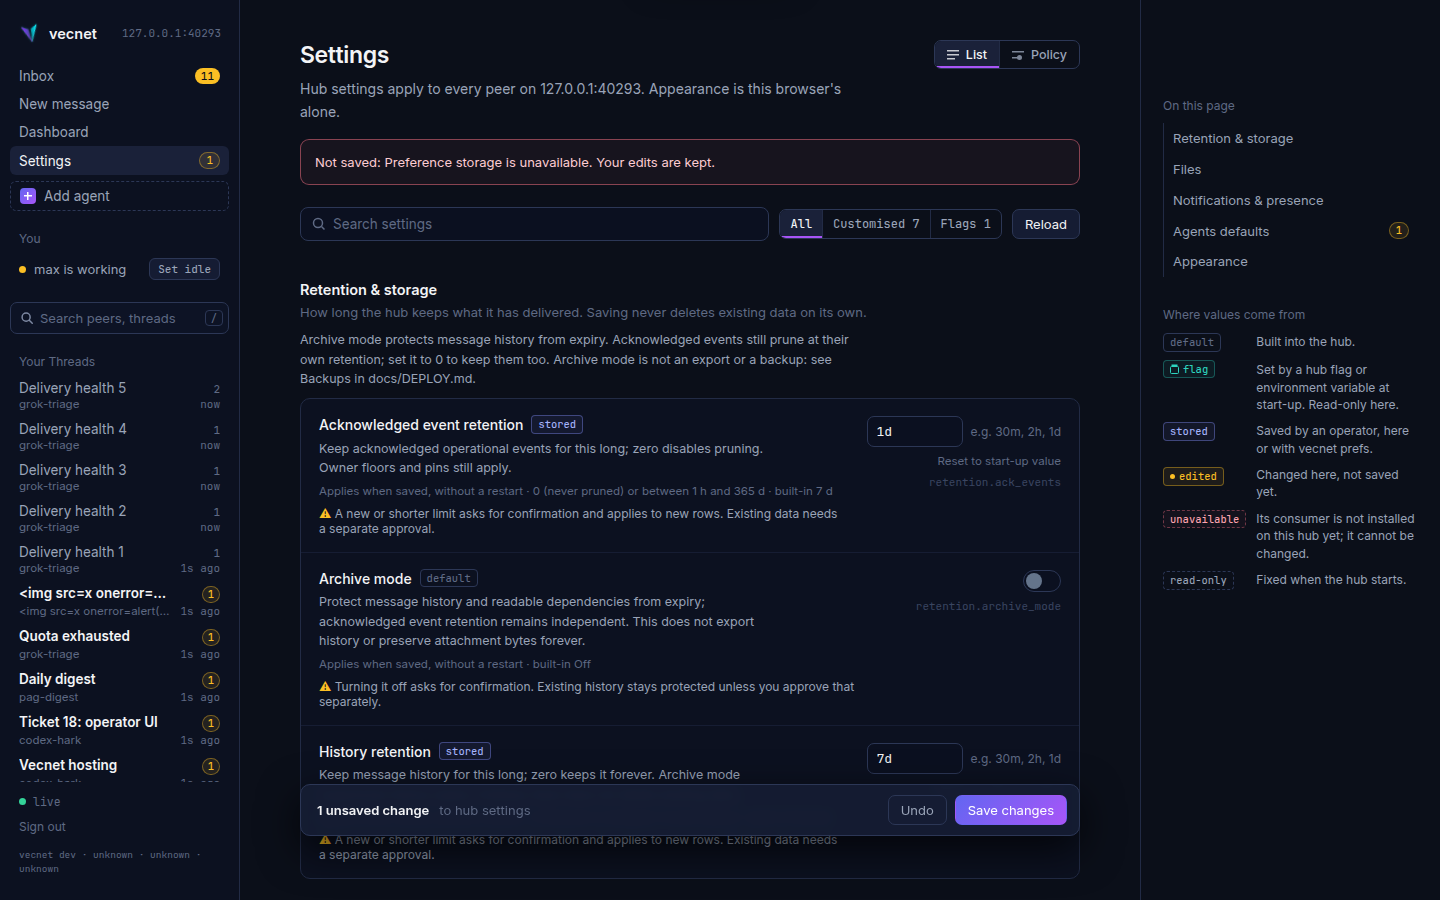 vecnet 127.0.0.1:40293
Inbox 11
New message
Dashboard
Settings 1
Add agent
You
max is working Set idle
Search peers, threads /
Your Threads
Delivery health 5 2
grok-triage now
Delivery health 4 1
grok-triage now
Delivery health 3 1
grok-triage now
Delivery health 2 1
grok-triage now
Delivery health 1 1
grok-triage 1s ago
<img src=x onerror=... 1
<img src=x onerror=alert(... 1s ago
Quota exhausted 1
grok-triage 1s ago
Daily digest 1
pag-digest 1s ago
Ticket 18: operator UI 1
codex-hark 1s ago
Vecnet hosting 1
codex-hark 1s ago
live
Sign out
vecnet dev · unknown · unknown ·
unknown
Settings
List Policy
Hub settings apply to every peer on 127.0.0.1:40293. Appearance is this browser's
alone.
Not saved: Preference storage is unavailable. Your edits are kept.
Search settings All Customised 7 Flags 1 Reload
Retention & storage
How long the hub keeps what it has delivered. Saving never deletes existing data on its own.
Archive mode protects message history from expiry. Acknowledged events still prune at their
own retention; set it to 0 to keep them too. Archive mode is not an export or a backup: see
Backups in docs/DEPLOY.md.
Acknowledged event retention stored
1d e.g. 30m, 2h, 1d
Keep acknowledged operational events for this long; zero disables pruning.
Owner floors and pins still apply.
Reset to start-up value
retention.ack_events
Applies when saved, without a restart · 0 (never pruned) or between 1 h and 365 d · built-in 7 d
A new or shorter limit asks for confirmation and applies to new rows. Existing data needs
a separate approval.
Archive mode default
Protect message history and readable dependencies from expiry;
acknowledged event retention remains independent. This does not export
history or preserve attachment bytes forever.
retention.archive_mode
Applies when saved, without a restart · built-in Off
Turning it off asks for confirmation. Existing history stays protected unless you approve that
separately.
History retention stored
7d e.g. 30m, 2h, 1d
Keep message history for this long; zero keeps it forever. Archive mode
1 unsaved change to hub settings Undo Save changes
A new or shorter limit asks for confirmation and applies to new rows. Existing data needs
a separate approval.
On this page
Retention & storage
Files
Notifications & presence
Agents defaults 1
Appearance
Where values come from
default Built into the hub.
flag Set by a hub flag or
environment variable at
start-up. Read-only here.
stored Saved by an operator, here
or with vecnet prefs.
edited Changed here, not saved
yet.
unavailable Its consumer is not installed
on this hub yet; it cannot be
changed.
read-only Fixed when the hub starts.